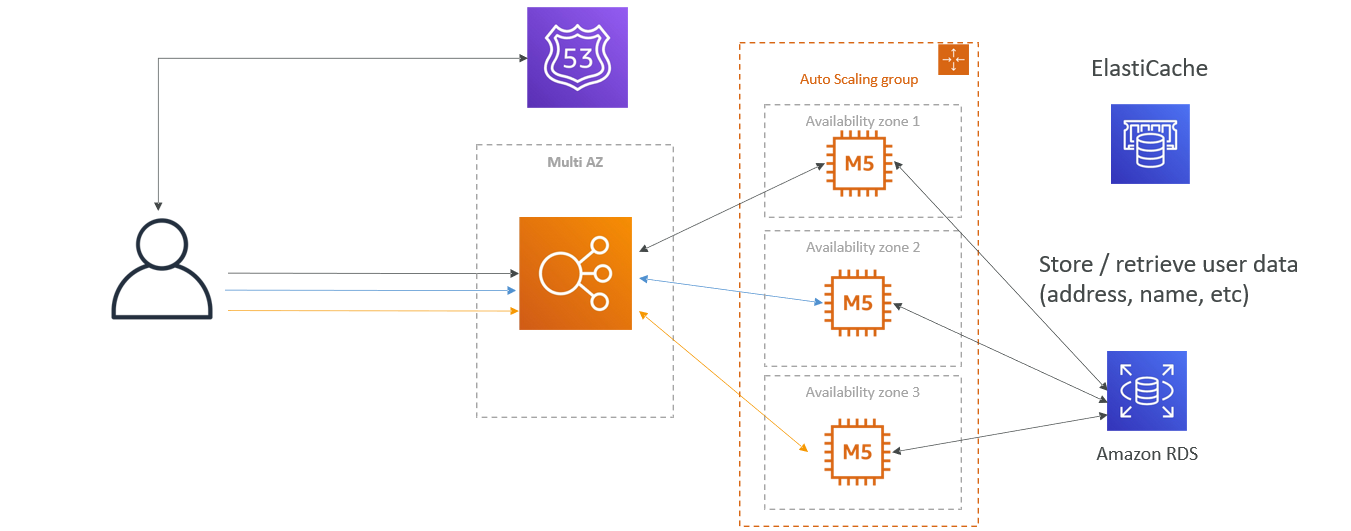 53
Auto Scaling group
ElastiCache
Availability zone 1
M5
Multi AZ
Availability zone 2
M5
Store / retrieve user data
(address, name, etc)
Availability zone 3
M5
Amazon RDS